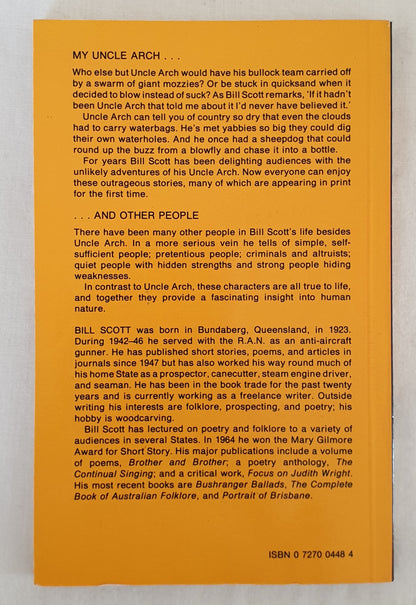 MY UNCLE ARCH . . .
Who else but Uncle Arch would have his bullock team carried off
by a swarm of giant mozzies? Or be stuck in quicksand when it
decided to blow instead of suck? As Bill Scott remarks, 'If it hadn't
been Uncle Arch that told me about it I'd never have believed it.'
Uncle Arch can tell you of country so dry that even the clouds
had to carry waterbags. He's met yabbies so big they could dig
their own waterholes. And he once had a sheepdog that could
round up the buzz from a blowfly and chase it into a bottle.
For years Bill Scott has been delighting audiences with the
unlikely adventures of his Uncle Arch. Now everyone can enjoy
these outrageous stories, many of which are appearing in print
for the first time.
. . . AND OTHER PEOPLE
There have been many other people in Bill Scott's life besides
Uncle Arch. In a more serious vein he tells of simple, self-
sufficient people; pretentious people; criminals and altruists;
quiet people with hidden strengths and strong people hiding
weaknesses.
In contrast to Uncle Arch, these characters are all true to life,
and together they provide a fascinating insight into human
nature.
BILL SCOTT was born in Bundaberg, Queensland, in 1923.
During 1942–46 he served with the R.A.N. as an anti-aircraft
gunner. He has published short stories, poems, and articles in
journals since 1947 but has also worked his way round much of
his home State as a prospector, canecutter, steam engine driver,
and seaman. He has been in the book trade for the past twenty
years and is currently working as a freelance writer. Outside
writing his interests are folklore, prospecting, and poetry; his
hobby is woodcarving.
Bill Scott has lectured on poetry and folklore to a variety of
audiences in several States. In 1964 he won the Mary Gilmore
Award for Short Story. His major publications include a volume
of poems, Brother and Brother; a poetry anthology, The
Continual Singing; and a critical work, Focus on Judith Wright.
His most recent books are Bushranger Ballads, The Complete
Book of Australian Folklore, and Portrait of Brisbane.
ISBN 0 7270 0448 4